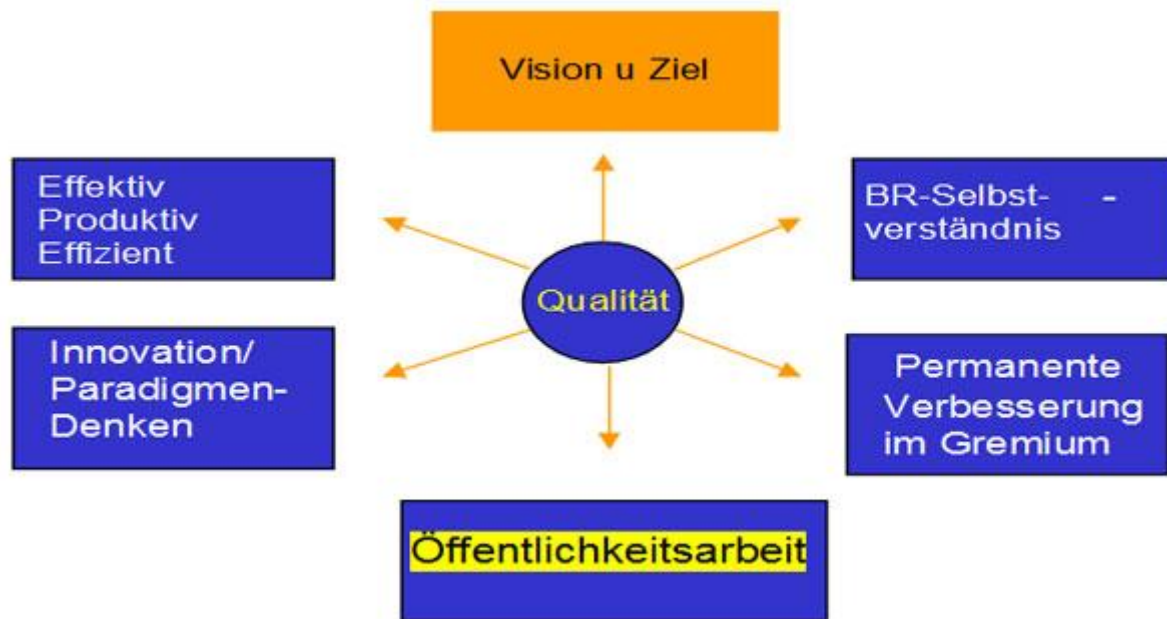 Vision u Ziel
Effektiv
Produktiv
Effizient
BR-Selbst- -
verständnis
Qualität
Innovation/
Paradigmen-
Denken
Permanente
Verbesserung
im Gremium
Öffentlichkeitsarbeit